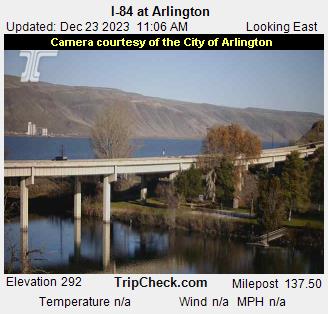 I-84 at Arlington
Updated: Dec 23 2023 11:06 AM Looking East
Camera courtesy of the City of Arlington
Elevation 292 TripCheck.com Milepost 137.50
Temperature n/a Wind n/a MPH n/a